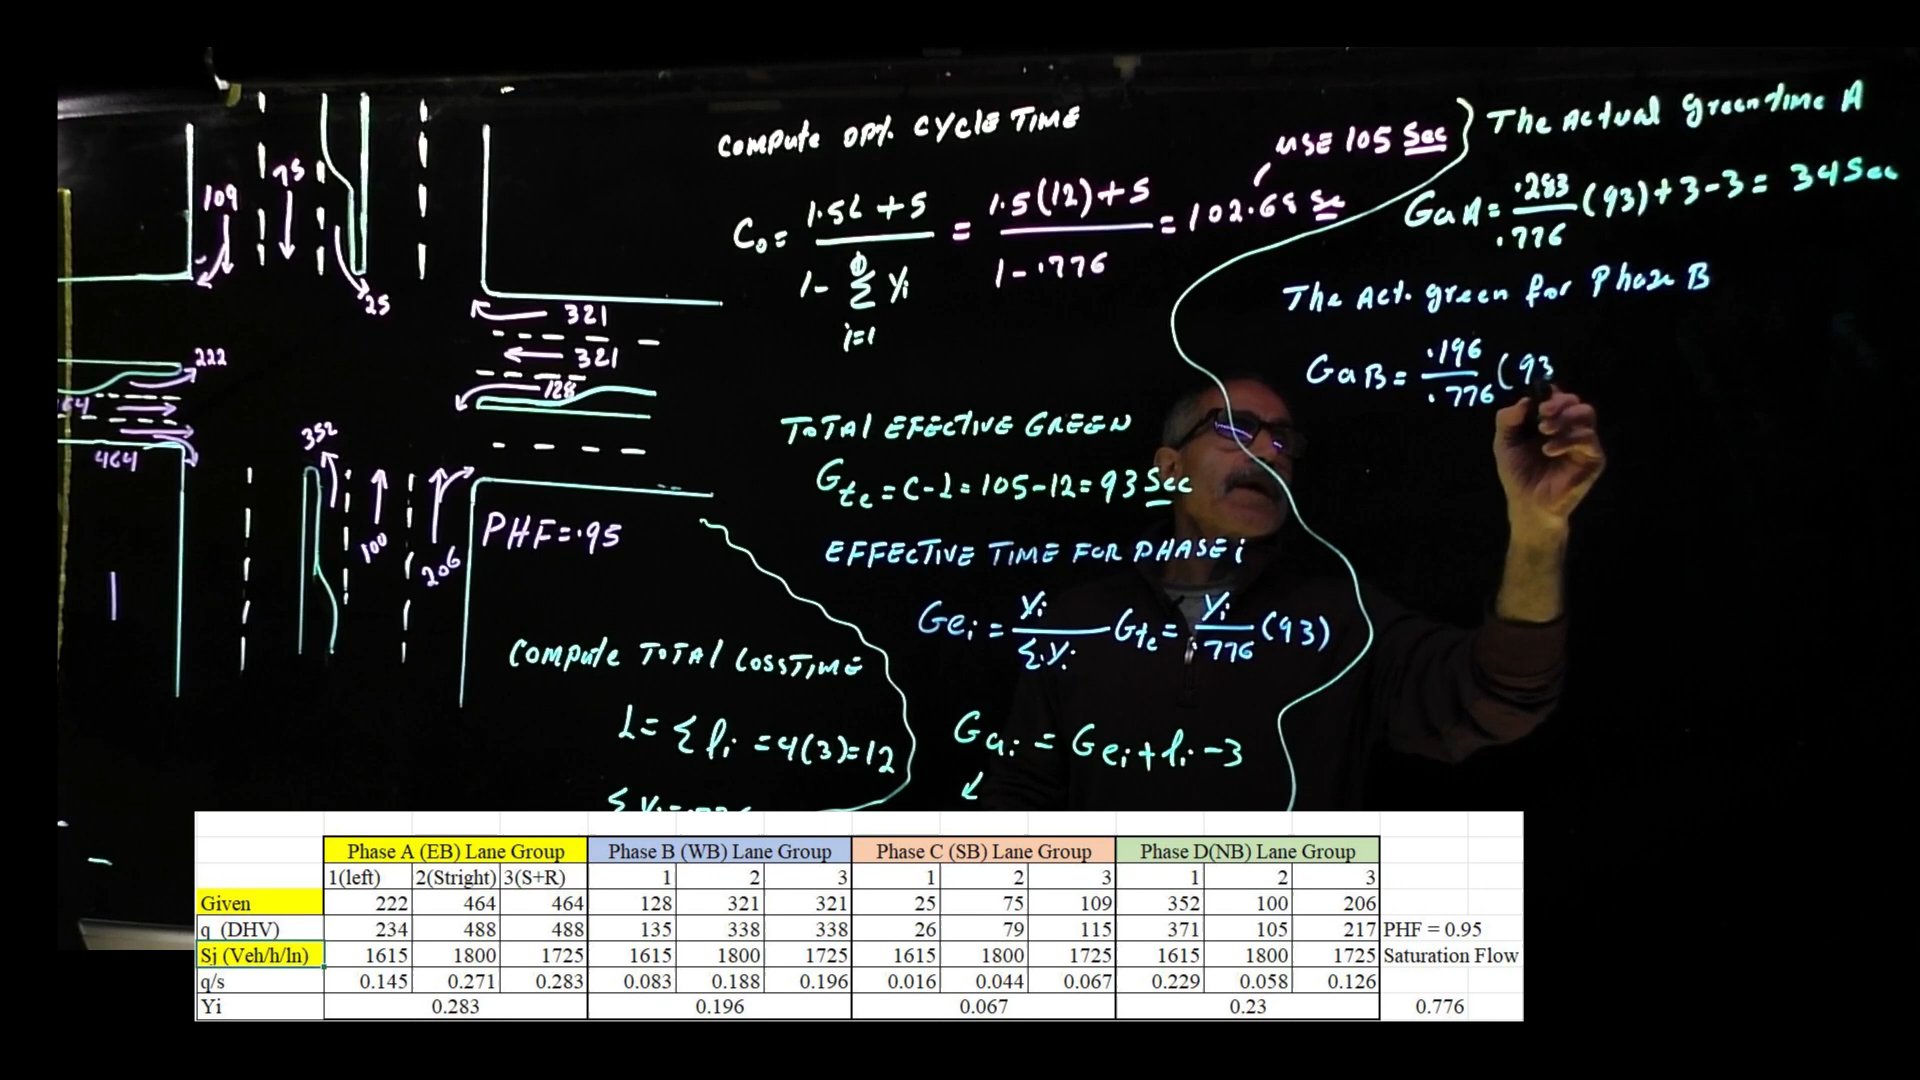 COMPUTE OPT. CYCLE TIME
C₀ = 1.5L + 5 / 1 - Σ Yi = 1.5(12) + 5 / 1 - .776 = 102.68 Sec
Φ
i=1
USE 105 Sec
The Actual Green time A
Ga A = .283/.776 (93) + 3 - 3 = 34 Sec
The Act. green for Phase B
Ga B = .196/.776 (93
TOTAL EFECTIVE GREEN
Gte = C - L = 105 - 12 = 93 Sec
EFFECTIVE TIME FOR PHASE i
Gei = Yi/ΣYi Gte = Yi/.776 (93)
Gai = Gei + li - 3
COMPUTE TOTAL LOSS TIME
L = Σ li = 4(3) = 12
109
75
25
321
321
128
222
464
352
100
206
PHF = .95
Phase A (EB) Lane Group Phase B (WB) Lane Group Phase C (SB) Lane Group Phase D(NB) Lane Group
1(left) 2(Stright) 3(S+R) 1 2 3 1 2 3 1 2 3
Given 222 464 464 128 321 321 25 75 109 352 100 206
q (DHV) 234 488 488 135 338 338 26 79 115 371 105 217 PHF = 0.95
Sj (Veh/h/ln) 1615 1800 1725 1615 1800 1725 1615 1800 1725 1615 1800 1725 Saturation Flow
q/s 0.145 0.271 0.283 0.083 0.188 0.196 0.016 0.044 0.067 0.229 0.058 0.126
Yi 0.283 0.196 0.067 0.23 0.776